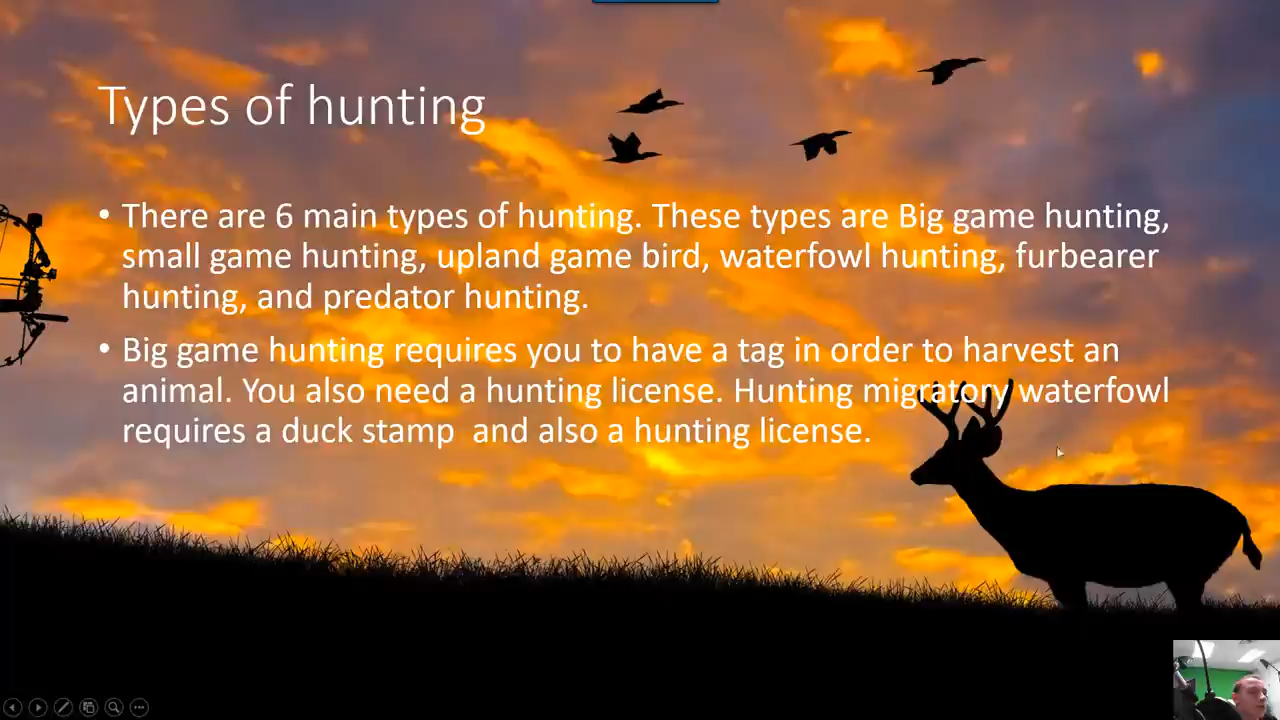 Types of hunting
• There are 6 main types of hunting. These types are Big game hunting,
small game hunting, upland game bird, waterfowl hunting, furbearer
hunting, and predator hunting.
• Big game hunting requires you to have a tag in order to harvest an
animal. You also need a hunting license. Hunting migratory waterfowl
requires a duck stamp  and also a hunting license.